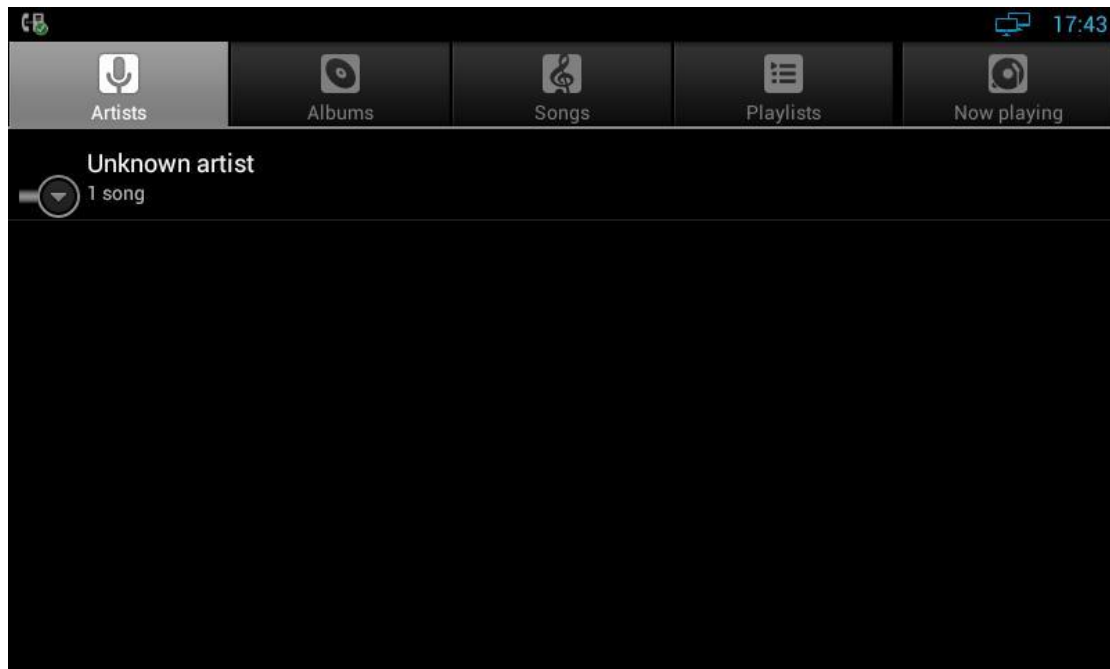 17:43
Artists
Albums
Songs
Playlists
Now playing
Unknown artist
1 song